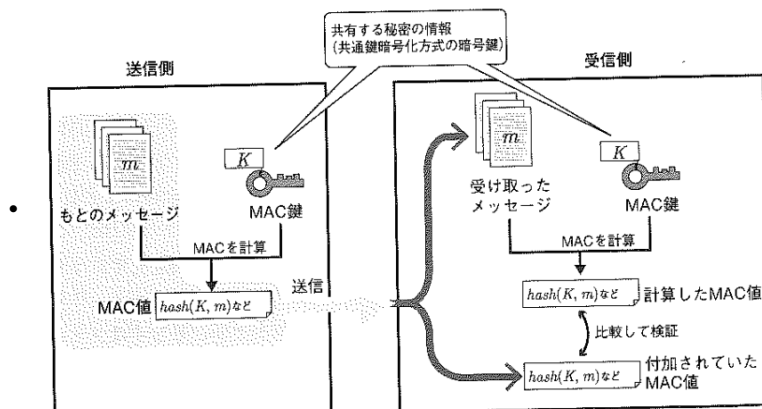 共有する秘密の情報
(共通鍵暗号化方式の暗号鍵)
送信側
受信側
m
K
もとのメッセージ
MAC鍵
MACを計算
MAC値
hash(K, m)など
送信
m
K
受け取った
メッセージ
MAC鍵
MACを計算
hash(K, m)など
計算したMAC値
比較して検証
hash(K, m)など
付加されていた
MAC値